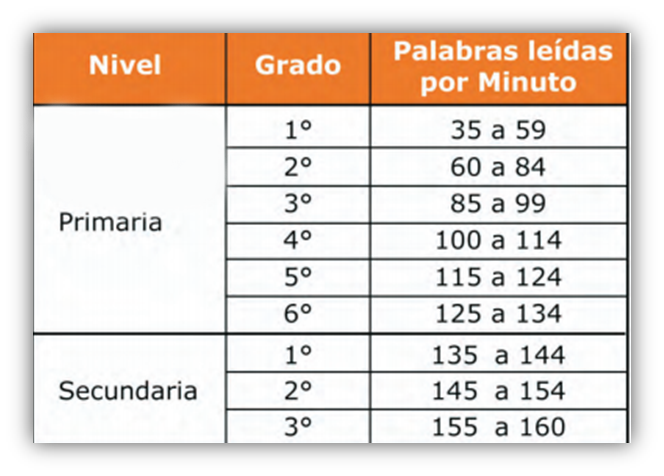 Nivel Grado Palabras leídas
por Minuto
1° 35 a 59
2° 60 a 84
3° 85 a 99
Primaria
4° 100 a 114
5° 115 a 124
6° 125 a 134
1° 135 a 144
Secundaria 2° 145 a 154
3° 155 a 160